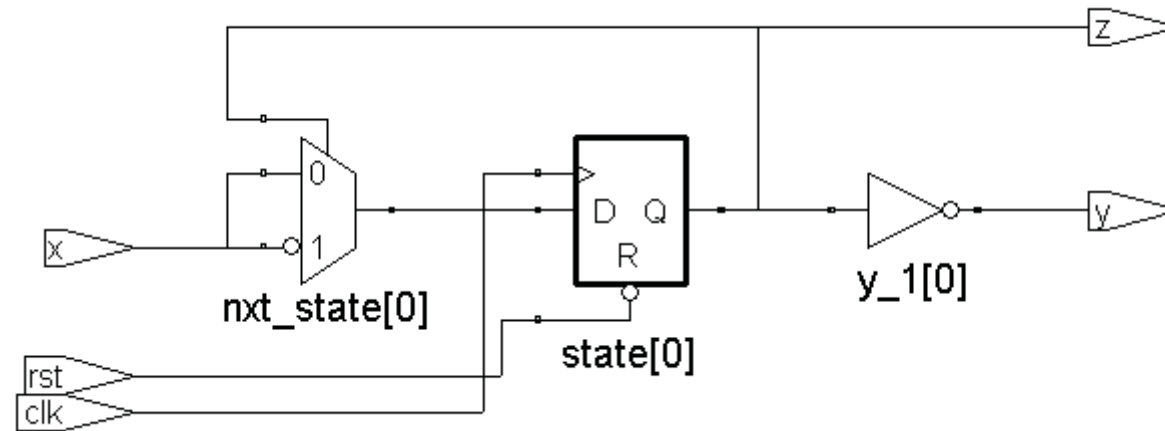 z
0
x
1
D Q
R
y
nxt_state[0]
y_1[0]
state[0]
rst
clk